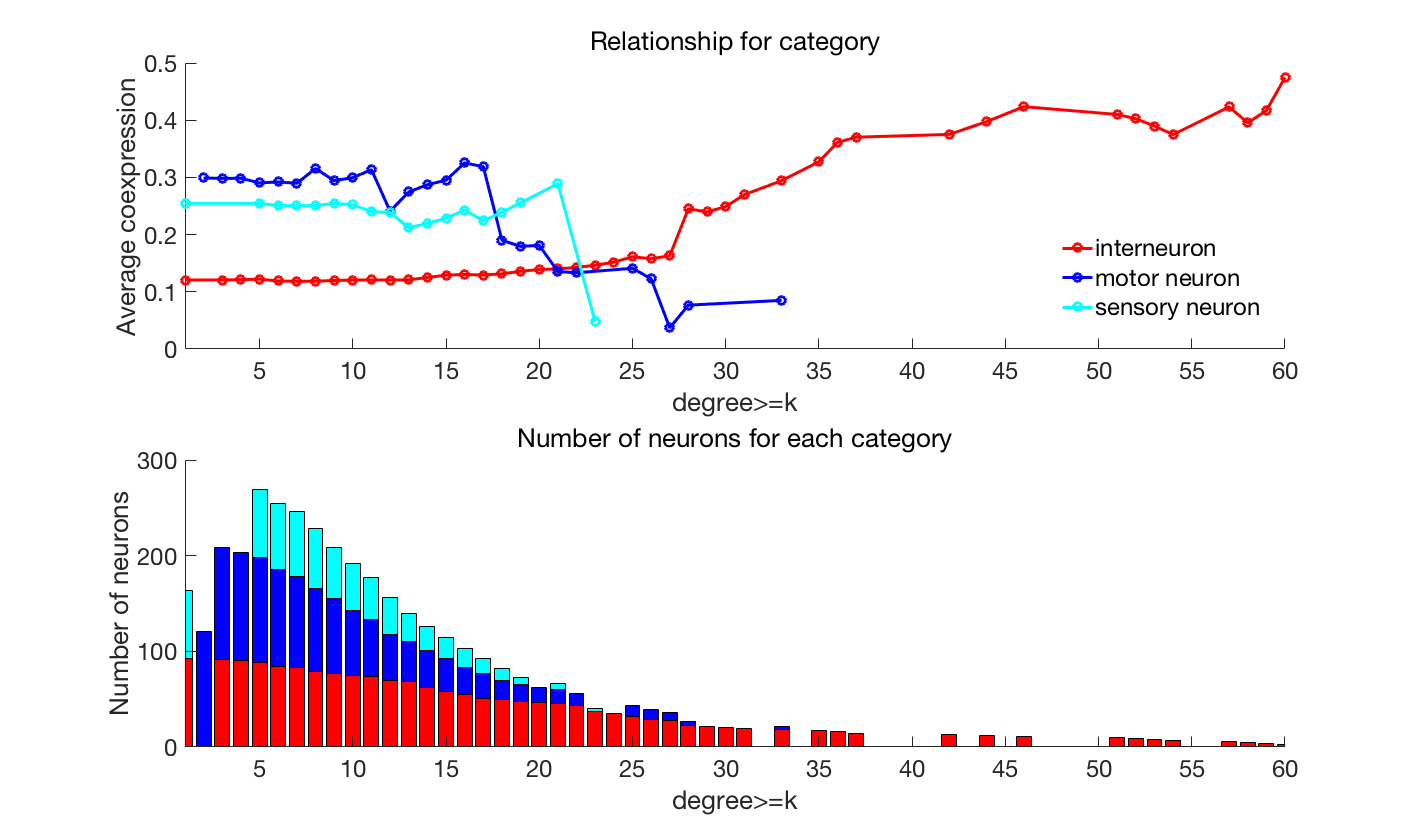 Relationship for category
0.5
0.4
0.3
0.2
0.1
0
Average coexpression
interneuron
motor neuron
sensory neuron
5 10 15 20 25 30 35 40 45 50 55 60
degree>=k
Number of neurons for each category
300
200
100
0
Number of neurons
5 10 15 20 25 30 35 40 45 50 55 60
degree>=k